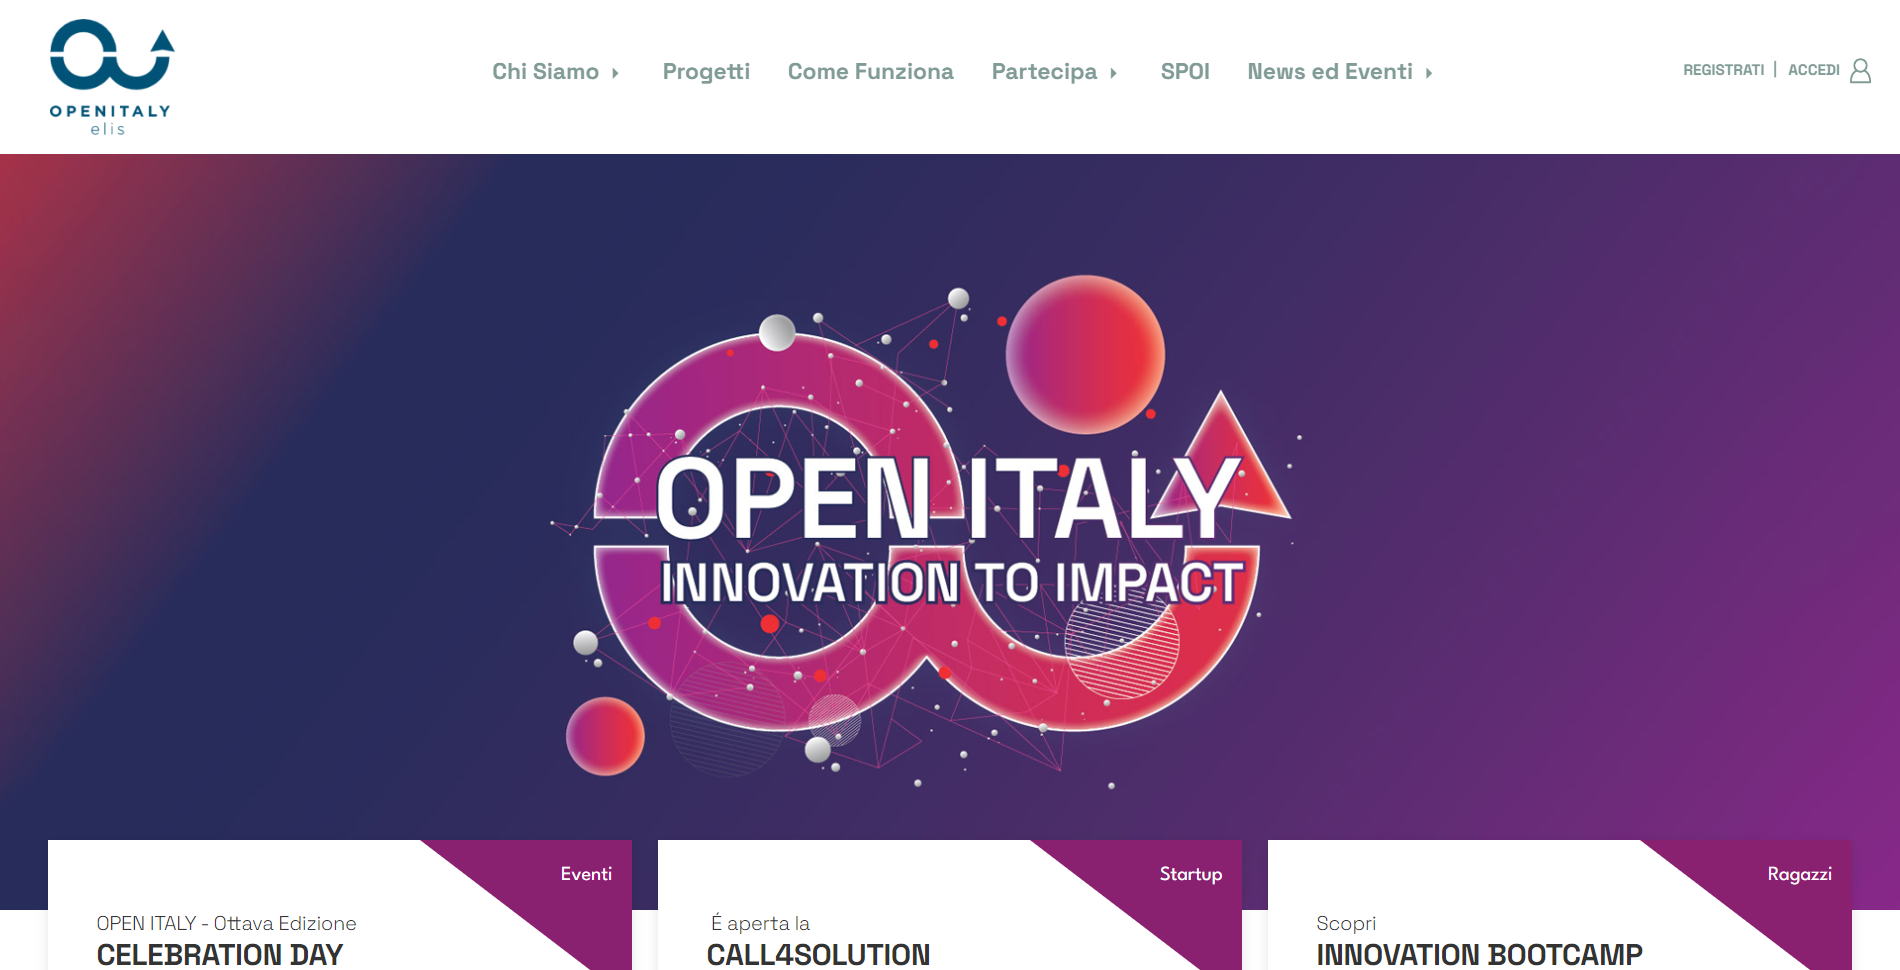 OPENITALY
elis
Chi Siamo
Progetti
Come Funziona
Partecipa
SPOI
News ed Eventi
REGISTRATI | ACCEDI
OPEN ITALY
INNOVATION TO IMPACT
Eventi
OPEN ITALY - Ottava Edizione
CELEBRATION DAY
Startup
É aperta la
CALL4SOLUTION
Ragazzi
Scopri
INNOVATION BOOTCAMP